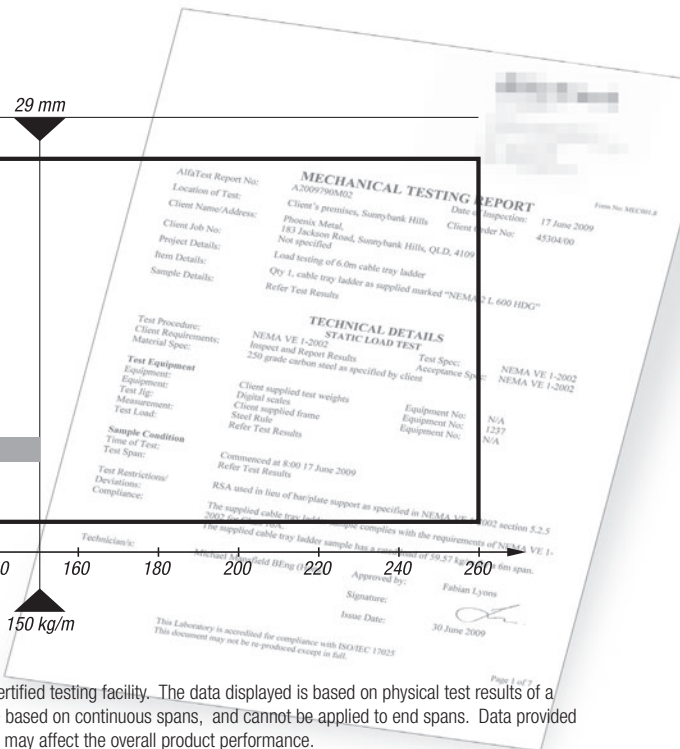 29 mm
MECHANICAL TESTING REPORT
Form No: MEC001.8
AlfaTest Report No: A2009790M02 Date of Inspection: 17 June 2009
Location of Test: Client's premises, Sunnybank Hills Client Order No: 45304/00
Client Name/Address: Phoenix Metal,
183 Jackson Road, Sunnybank Hills, QLD, 4109
Client Job No: Not specified
Project Details: Load testing of 6.0m cable tray ladder
Item Details: Qty 1, cable tray ladder as supplied marked "NEMA 2 L 600 HDG"
Sample Details: Refer Test Results
TECHNICAL DETAILS
STATIC LOAD TEST
Test Procedure: NEMA VE 1-2002 Test Spec: NEMA VE 1-2002
Client Requirements: Inspect and Report Results Acceptance Spec: NEMA VE 1-2002
Material Spec: 250 grade carbon steel as specified by client
Test Equipment
Equipment: Client supplied test weights Equipment No: N/A
Equipment: Digital scales Equipment No: 1237
Test Jig: Client supplied frame Equipment No: N/A
Measurement: Steel Rule
Test Load: Refer Test Results
Sample Condition
Time of Test: Commenced at 8:00 17 June 2009
Test Span: Refer Test Results
Test Restrictions/
Deviations: RSA used in lieu of bar/plate support as specified in NEMA VE 1-2002 section 5.2.5
Compliance: The supplied cable tray ladder sample complies with the requirements of NEMA VE 1-
2002 for
The supplied cable tray ladder sample has a rated load of 59.57 6m span.
Technician/s: Michael Mansfield BEng
160 180 200 220 240 260
Approved by: Fabian Lyons
Signature:
Issue Date: 30 June 2009
150 kg/m
This Laboratory is accredited for compliance with ISO/IEC 17025
This document may not be re-produced except in full.
Page 1 of 7
ertified testing facility. The data displayed is based on physical test results of a
based on continuous spans, and cannot be applied to end spans. Data provided
may affect the overall product performance.